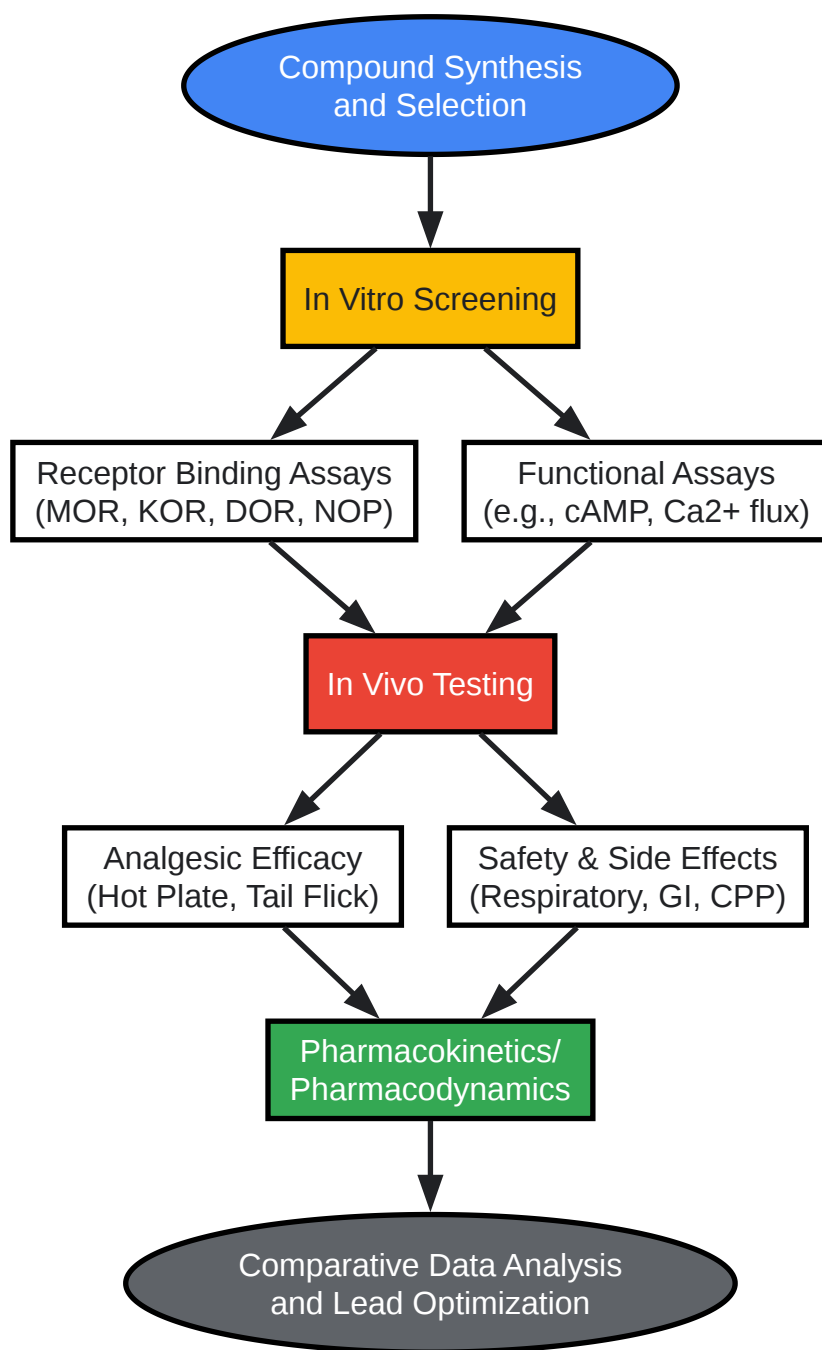 Compound Synthesis
and Selection
In Vitro Screening
Receptor Binding Assays
(MOR, KOR, DOR, NOP)
Functional Assays
(e.g., cAMP, Ca2+ flux)
In Vivo Testing
Analgesic Efficacy
(Hot Plate, Tail Flick)
Safety & Side Effects
(Respiratory, GI, CPP)
Pharmacokinetics/
Pharmacodynamics
Comparative Data Analysis
and Lead Optimization